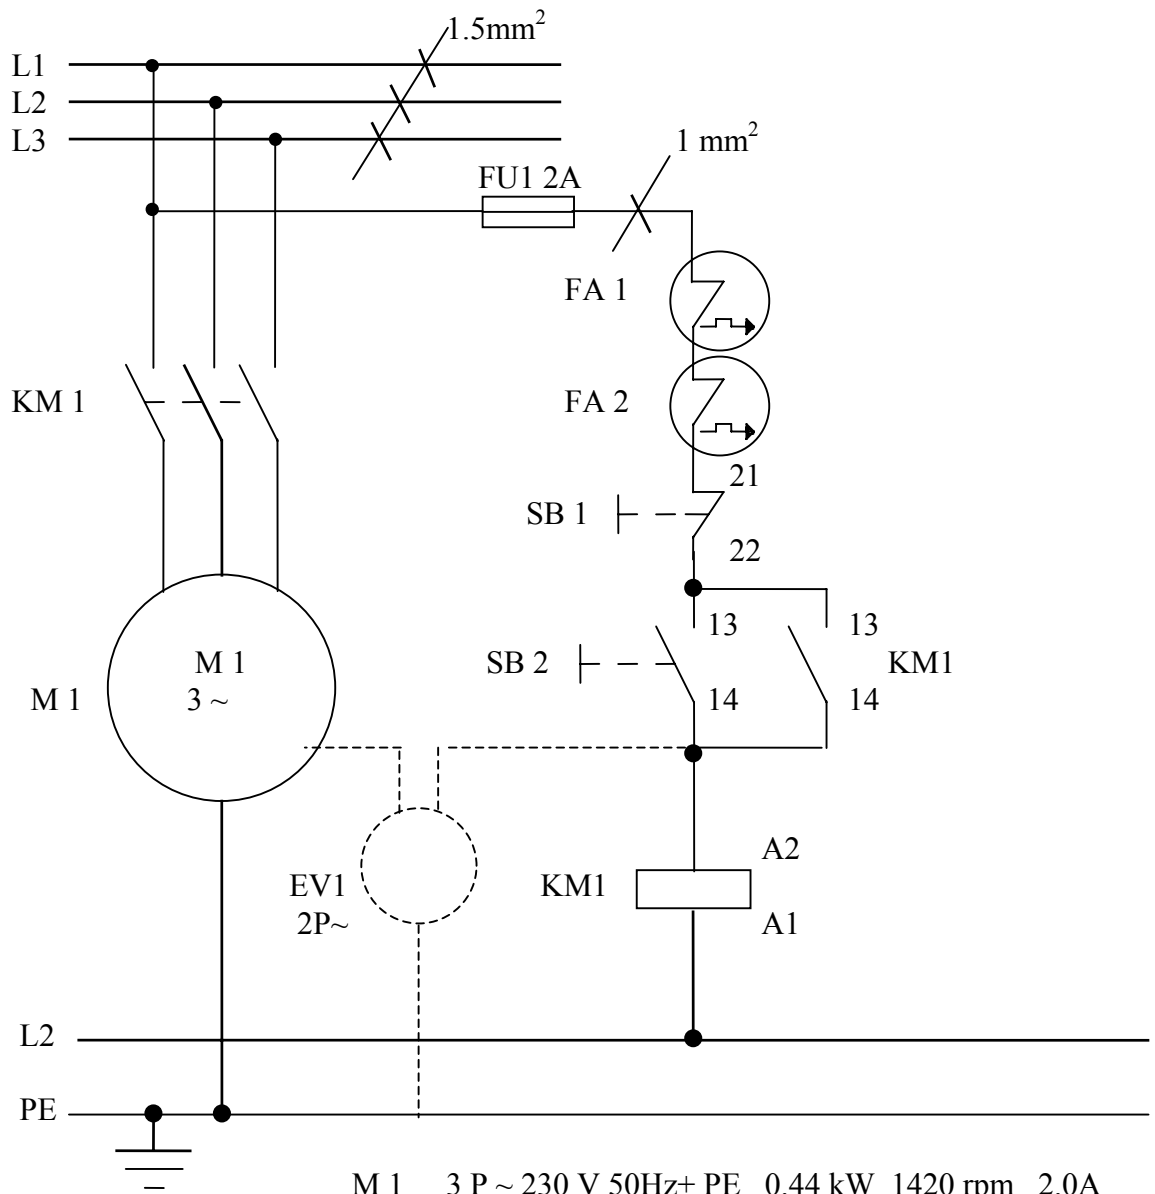 1.5mm²
L1
L2
L3
1 mm²
FU1 2A
FA 1
KM 1
FA 2
21
SB 1
22
13
13
M 1
SB 2
KM1
M 1
3 ~
14
14
A2
EV1
KM1
2P~
A1
L2
PE
M 1 3 P ~ 230 V 50Hz+ PE 0.44 kW 1420 rpm 2.0A